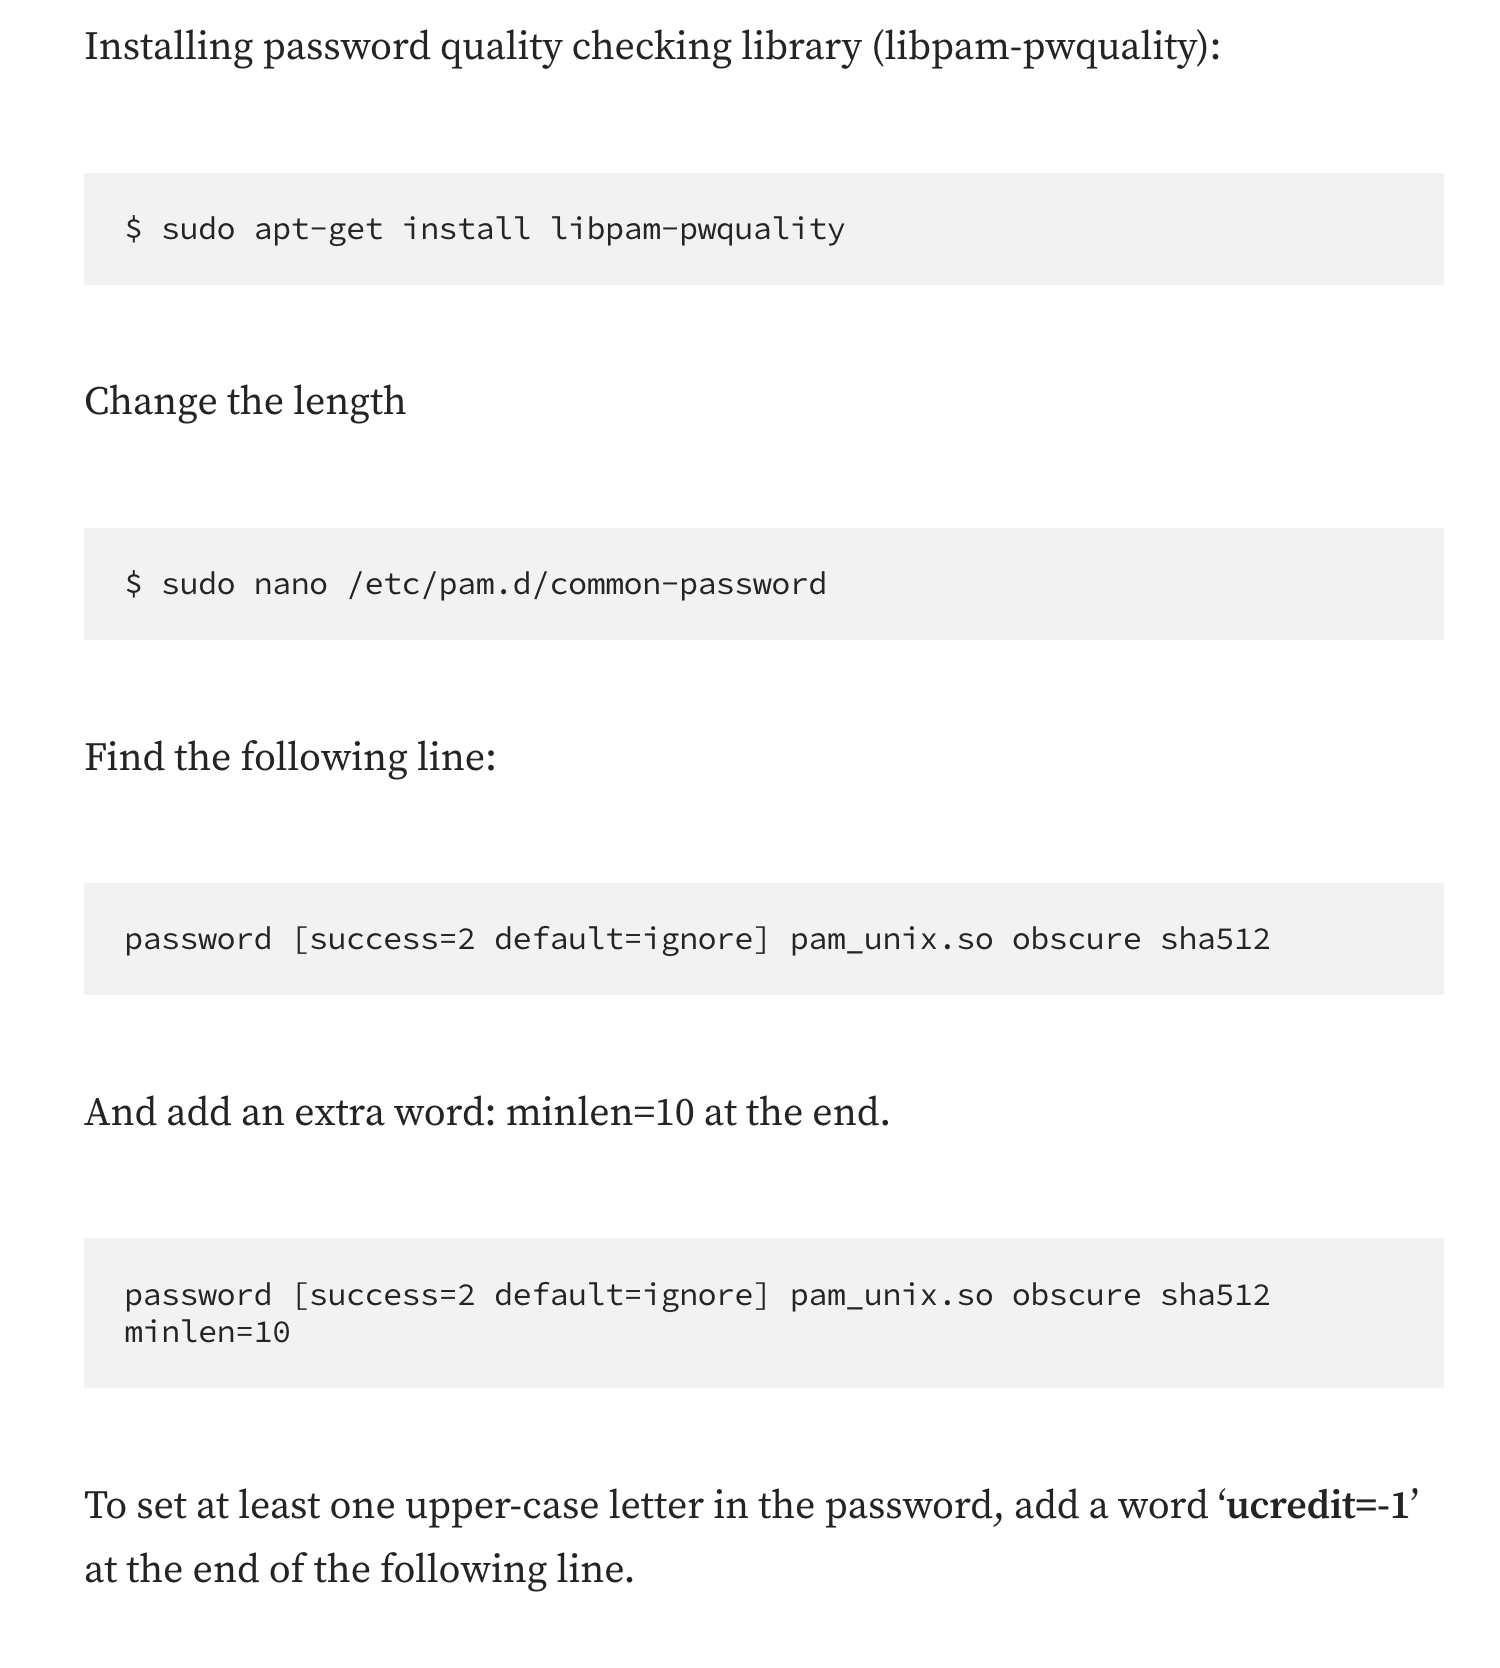 Installing password quality checking library (libpam-pwquality):
$ sudo apt-get install libpam-pwquality
Change the length
$ sudo nano /etc/pam.d/common-password
Find the following line:
password [success=2 default=ignore] pam_unix.so obscure sha512
And add an extra word: minlen=10 at the end.
password [success=2 default=ignore] pam_unix.so obscure sha512
minlen=10
To set at least one upper-case letter in the password, add a word ‘ucredit=-1’
at the end of the following line.